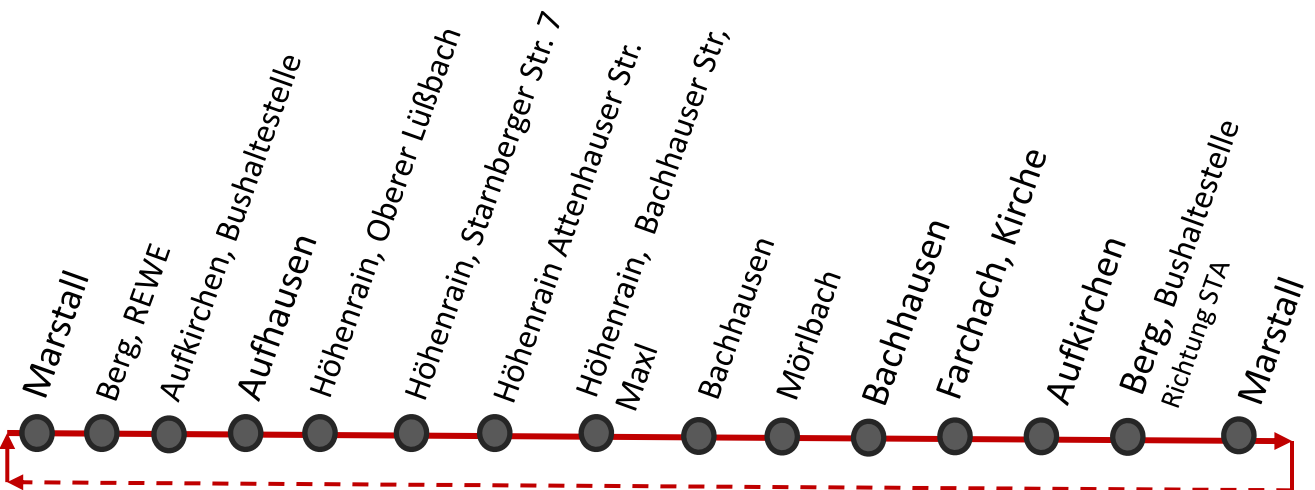 Marstall
Berg, REWE
Aufkirchen, Bushaltestelle
Aufhausen
Höhenrain, Oberer Lüßbach
Höhenrain, Starnberger Str. 7
Höhenrain Attenhauser Str.
Höhenrain, Bachhauser Str,
Maxl
Bachhausen
Mörlbach
Bachhausen
Farchach, Kirche
Aufkirchen
Berg, Bushaltestelle
Richtung STA
Marstall